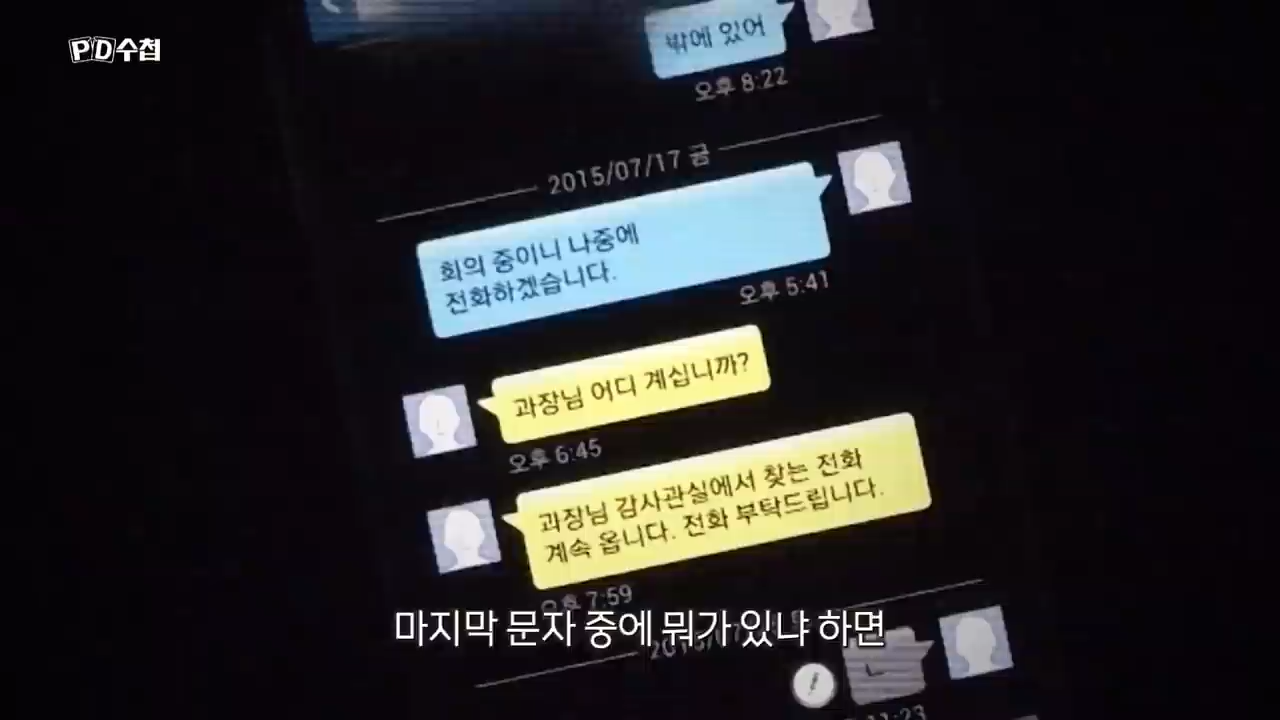 PD수첩
밖에 있어
오후 8:22
2015/07/17 금
회의 중이니 나중에
전화하겠습니다.
오후 5:41
과장님 어디 계십니까?
오후 6:45
과장님 감사관실에서 찾는 전화
계속 옵니다. 전화 부탁드립니다.
오후 7:59
마지막 문자 중에 뭐가 있냐 하면
ㄴ
11:23